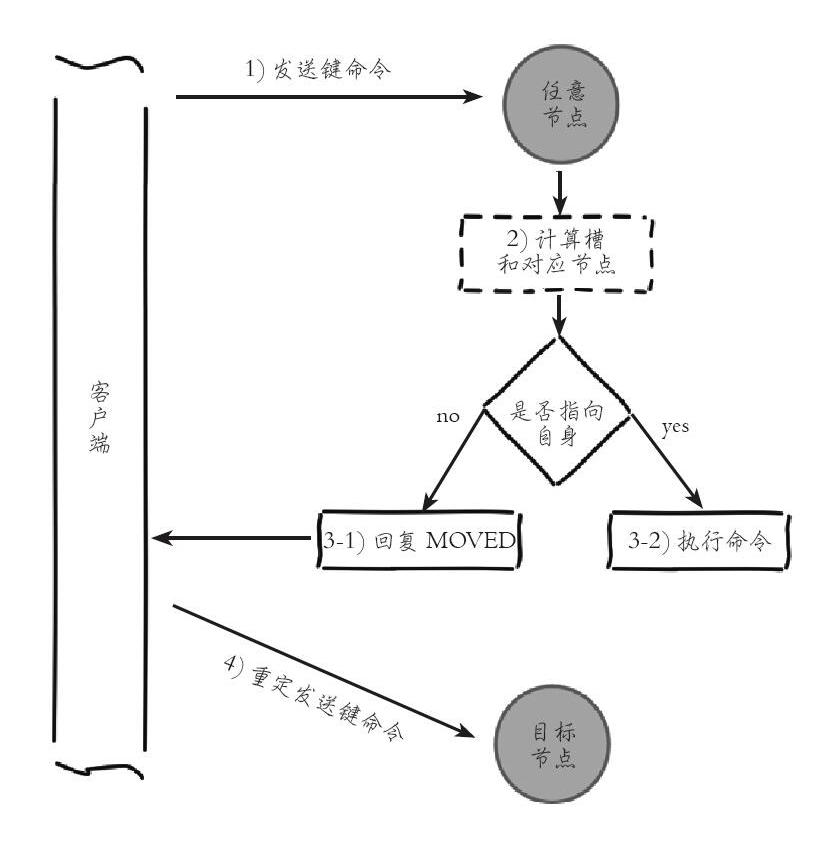 1) 发送键命令
任意
节点
2) 计算槽
和对应节点
客户端
是否指向
自身
no
yes
3-1) 回复 MOVED
3-2) 执行命令
4) 重定发送键命令
目标
节点